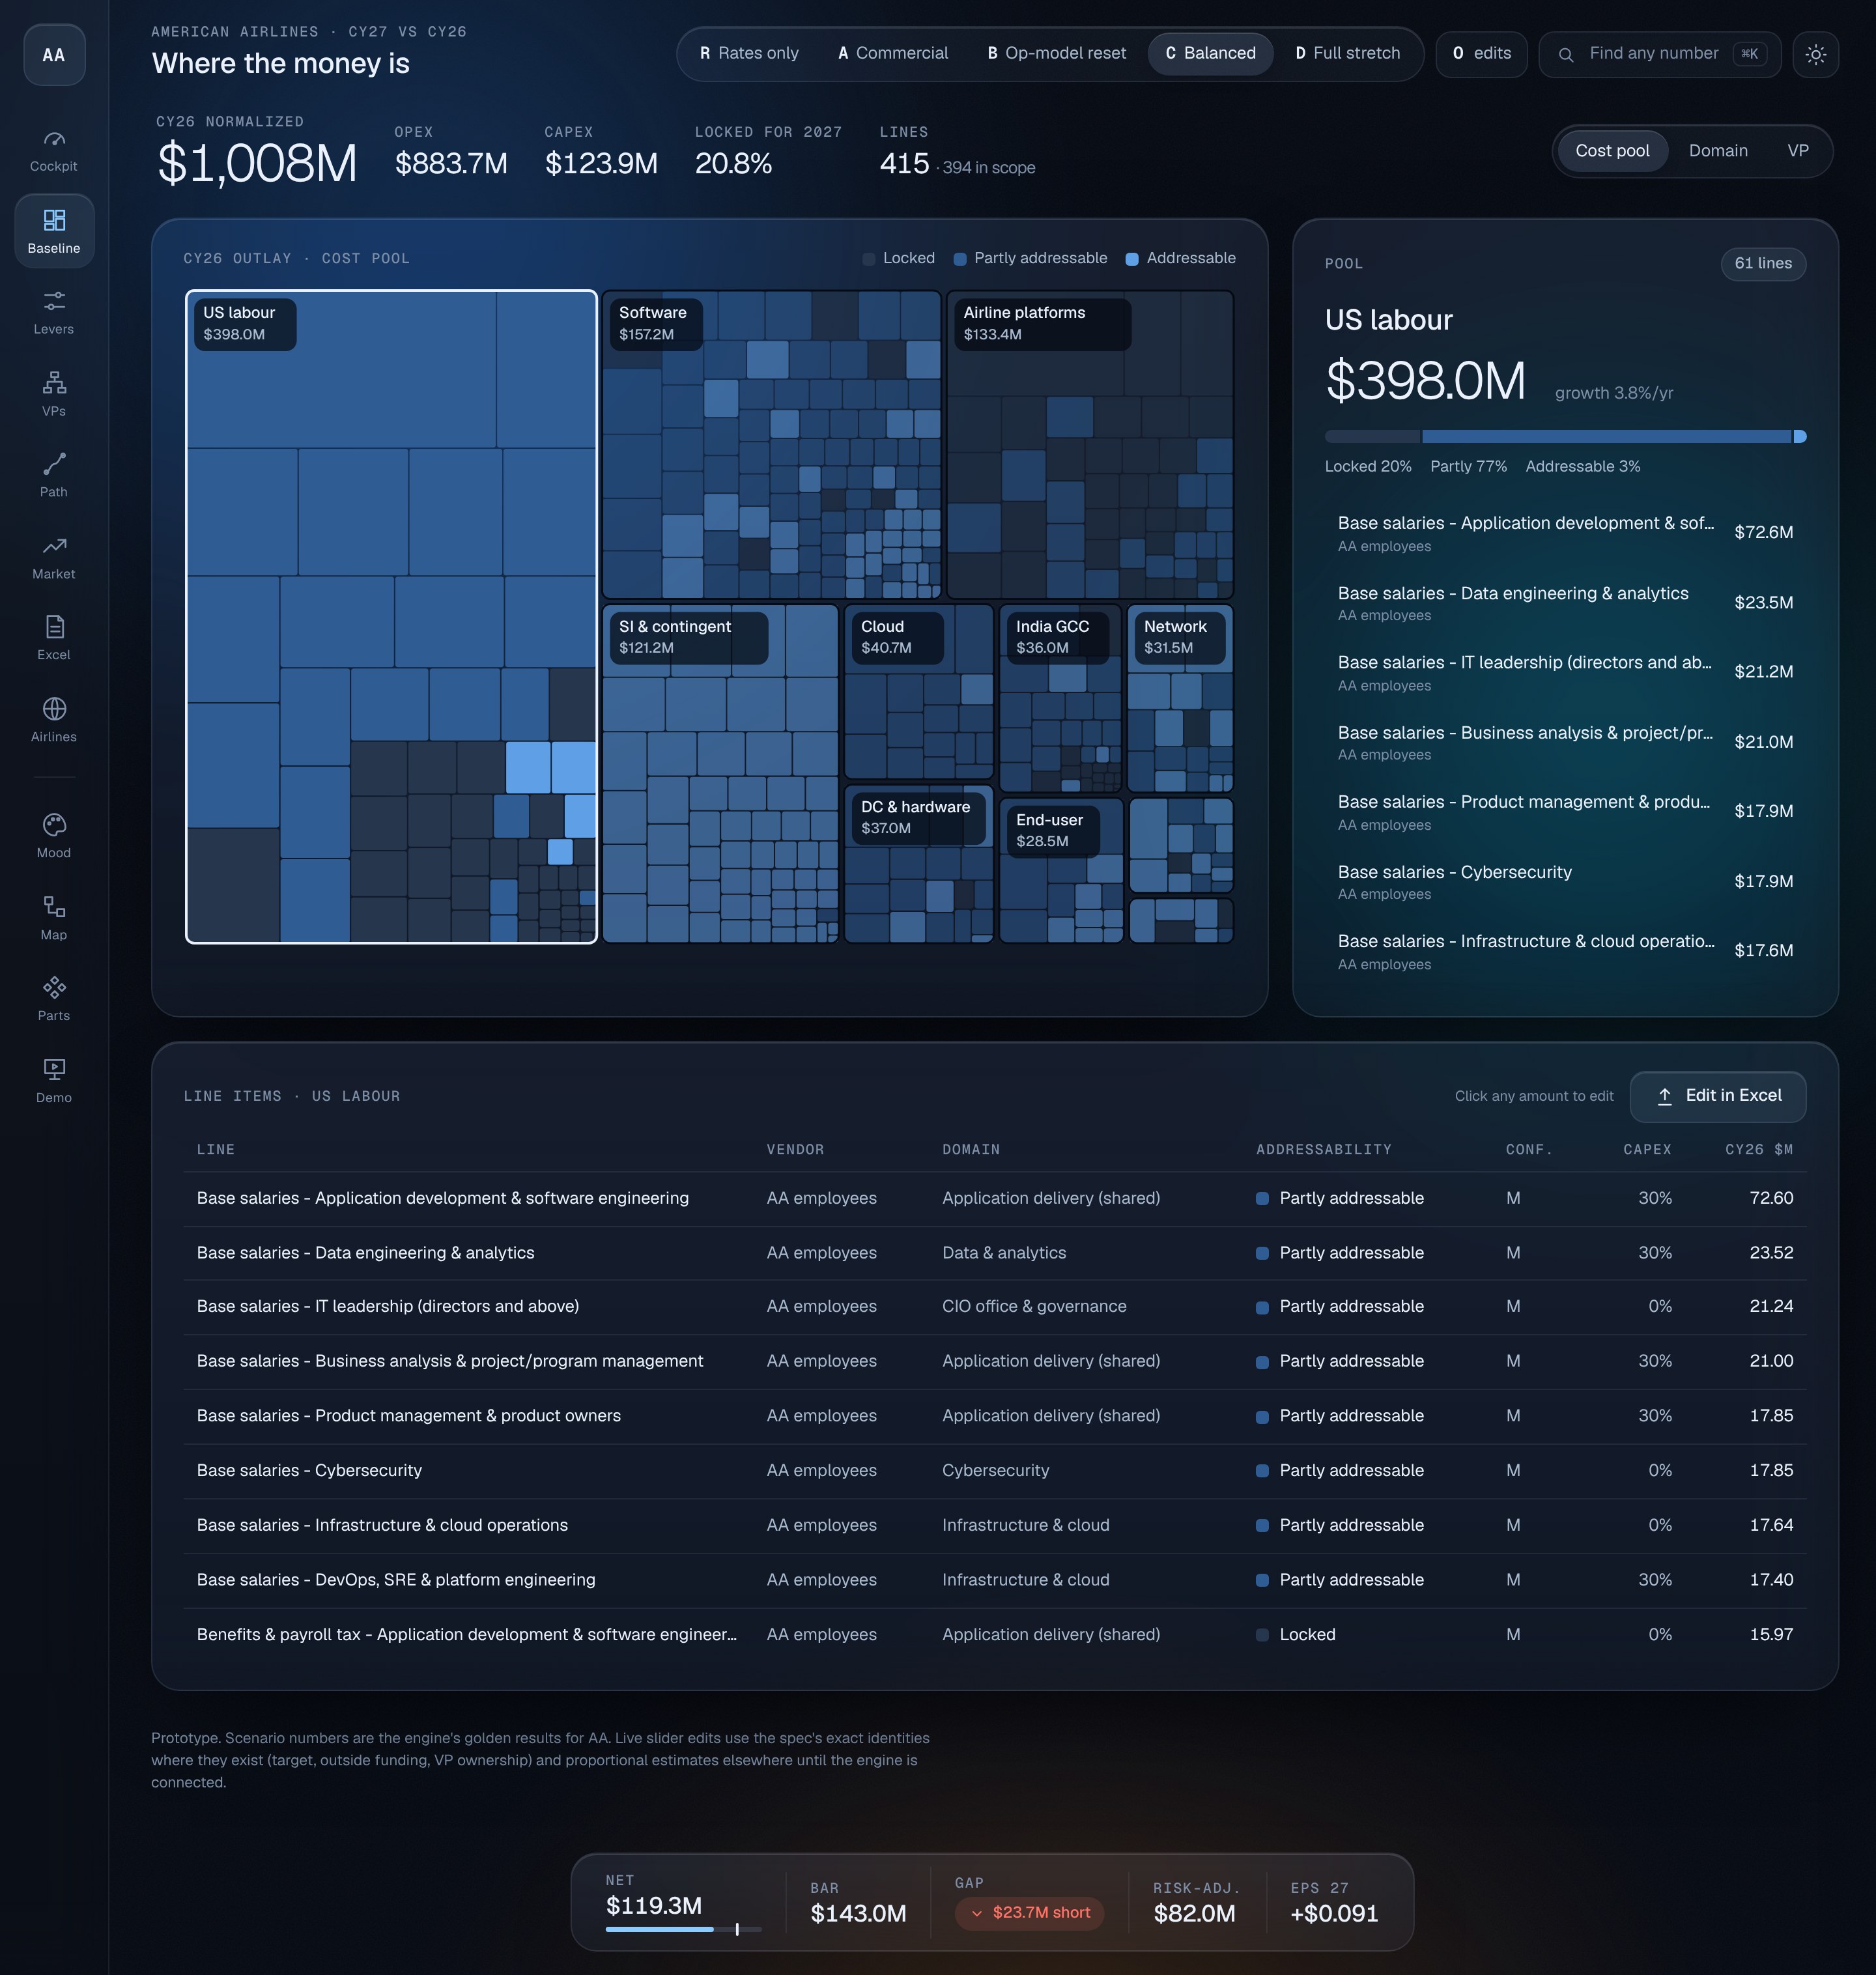 AA
AMERICAN AIRLINES · CY27 VS CY26
Where the money is
R Rates only
A Commercial
B Op-model reset
C Balanced
D Full stretch
0 edits
Find any number ⌘K
Cockpit
Baseline
Levers
VPs
Path
Market
Excel
Airlines
Mood
Map
Parts
Demo
CY26 NORMALIZED
$1,008M
OPEX
$883.7M
CAPEX
$123.9M
LOCKED FOR 2027
20.8%
LINES
415 · 394 in scope
Cost pool
Domain
VP
CY26 OUTLAY · COST POOL
Locked
Partly addressable
Addressable
US labour
$398.0M
Software
$157.2M
Airline platforms
$133.4M
SI & contingent
$121.2M
Cloud
$40.7M
India GCC
$36.0M
Network
$31.5M
DC & hardware
$37.0M
End-user
$28.5M
POOL
61 lines
US labour
$398.0M growth 3.8%/yr
Locked 20% Partly 77% Addressable 3%
Base salaries - Application development & sof…
AA employees
$72.6M
Base salaries - Data engineering & analytics
AA employees
$23.5M
Base salaries - IT leadership (directors and ab…
AA employees
$21.2M
Base salaries - Business analysis & project/pr…
AA employees
$21.0M
Base salaries - Product management & produ…
AA employees
$17.9M
Base salaries - Cybersecurity
AA employees
$17.9M
Base salaries - Infrastructure & cloud operatio…
AA employees
$17.6M
LINE ITEMS · US LABOUR
Click any amount to edit
Edit in Excel
LINE VENDOR DOMAIN ADDRESSABILITY CONF. CAPEX CY26 $M
Base salaries - Application development & software engineering AA employees Application delivery (shared) Partly addressable M 30% 72.60
Base salaries - Data engineering & analytics AA employees Data & analytics Partly addressable M 30% 23.52
Base salaries - IT leadership (directors and above) AA employees CIO office & governance Partly addressable M 0% 21.24
Base salaries - Business analysis & project/program management AA employees Application delivery (shared) Partly addressable M 30% 21.00
Base salaries - Product management & product owners AA employees Application delivery (shared) Partly addressable M 30% 17.85
Base salaries - Cybersecurity AA employees Cybersecurity Partly addressable M 0% 17.85
Base salaries - Infrastructure & cloud operations AA employees Infrastructure & cloud Partly addressable M 0% 17.64
Base salaries - DevOps, SRE & platform engineering AA employees Infrastructure & cloud Partly addressable M 30% 17.40
Benefits & payroll tax - Application development & software engineer… AA employees Application delivery (shared) Locked M 0% 15.97
Prototype. Scenario numbers are the engine's golden results for AA. Live slider edits use the spec's exact identities
where they exist (target, outside funding, VP ownership) and proportional estimates elsewhere until the engine is
connected.
NET
$119.3M
BAR
$143.0M
GAP
$23.7M short
RISK-ADJ.
$82.0M
EPS 27
+$0.091